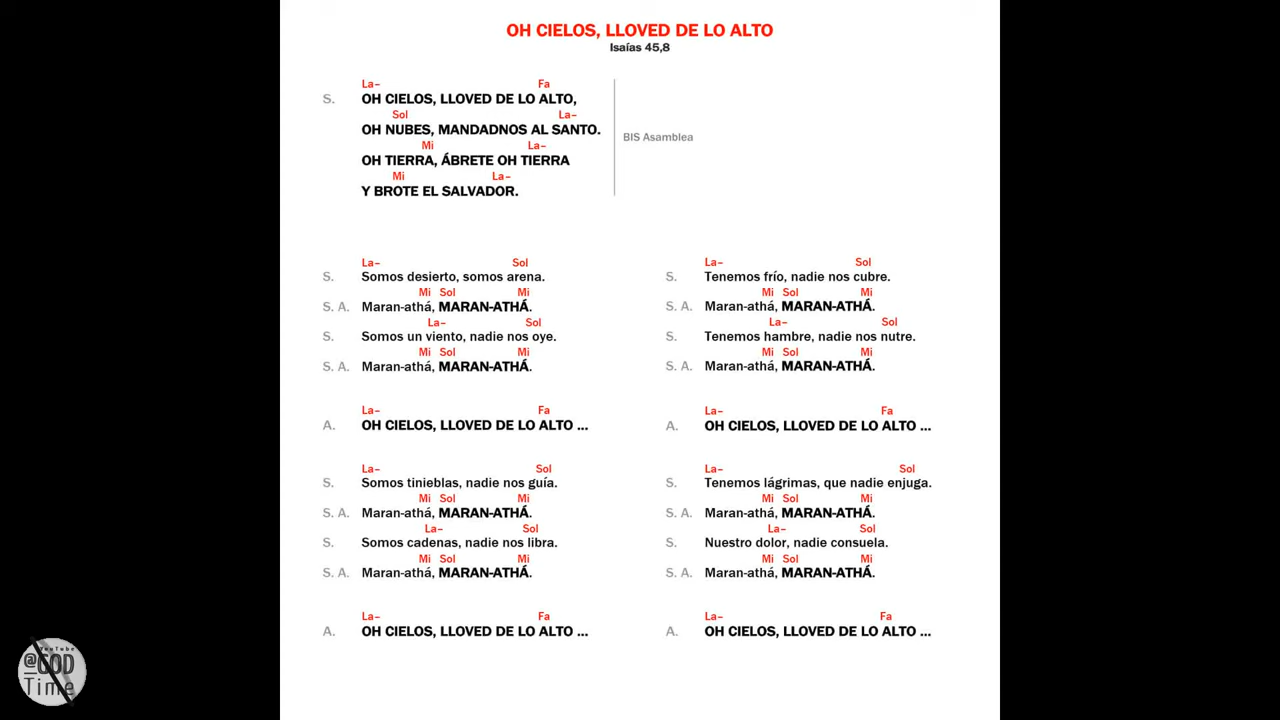 OH CIELOS, LLOVED DE LO ALTO
Isaías 45,8
La– Fa
S. OH CIELOS, LLOVED DE LO ALTO,
Sol La–
OH NUBES, MANDADNOS AL SANTO.
Mi La–
OH TIERRA, ÁBRETE OH TIERRA
Mi La–
Y BROTE EL SALVADOR.
BIS Asamblea
La– Sol
S. Somos desierto, somos arena.
Mi Sol Mi
S. A. Maran-athá, MARAN-ATHÁ.
La– Sol
S. Somos un viento, nadie nos oye.
Mi Sol Mi
S. A. Maran-athá, MARAN-ATHÁ.
La– Fa
A. OH CIELOS, LLOVED DE LO ALTO ...
La– Sol
S. Somos tinieblas, nadie nos guía.
Mi Sol Mi
S. A. Maran-athá, MARAN-ATHÁ.
La– Sol
S. Somos cadenas, nadie nos libra.
Mi Sol Mi
S. A. Maran-athá, MARAN-ATHÁ.
La– Fa
A. OH CIELOS, LLOVED DE LO ALTO ...
La– Sol
S. Tenemos frío, nadie nos cubre.
Mi Sol Mi
S. A. Maran-athá, MARAN-ATHÁ.
La– Sol
S. Tenemos hambre, nadie nos nutre.
Mi Sol Mi
S. A. Maran-athá, MARAN-ATHÁ.
La– Fa
A. OH CIELOS, LLOVED DE LO ALTO ...
La– Sol
S. Tenemos lágrimas, que nadie enjuga.
Mi Sol Mi
S. A. Maran-athá, MARAN-ATHÁ.
La– Sol
S. Nuestro dolor, nadie consuela.
Mi Sol Mi
S. A. Maran-athá, MARAN-ATHÁ.
La– Fa
A. OH CIELOS, LLOVED DE LO ALTO ...
YouTube
@GOD
Time